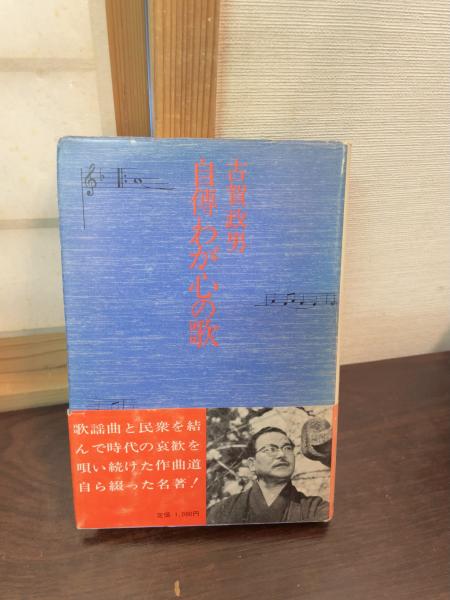 古賀政男
自傳わが心の歌
歌謡曲と民衆を結
んで時代の哀歓を
唄い続けた作曲道
自ら綴った名著!
定価 1,000円